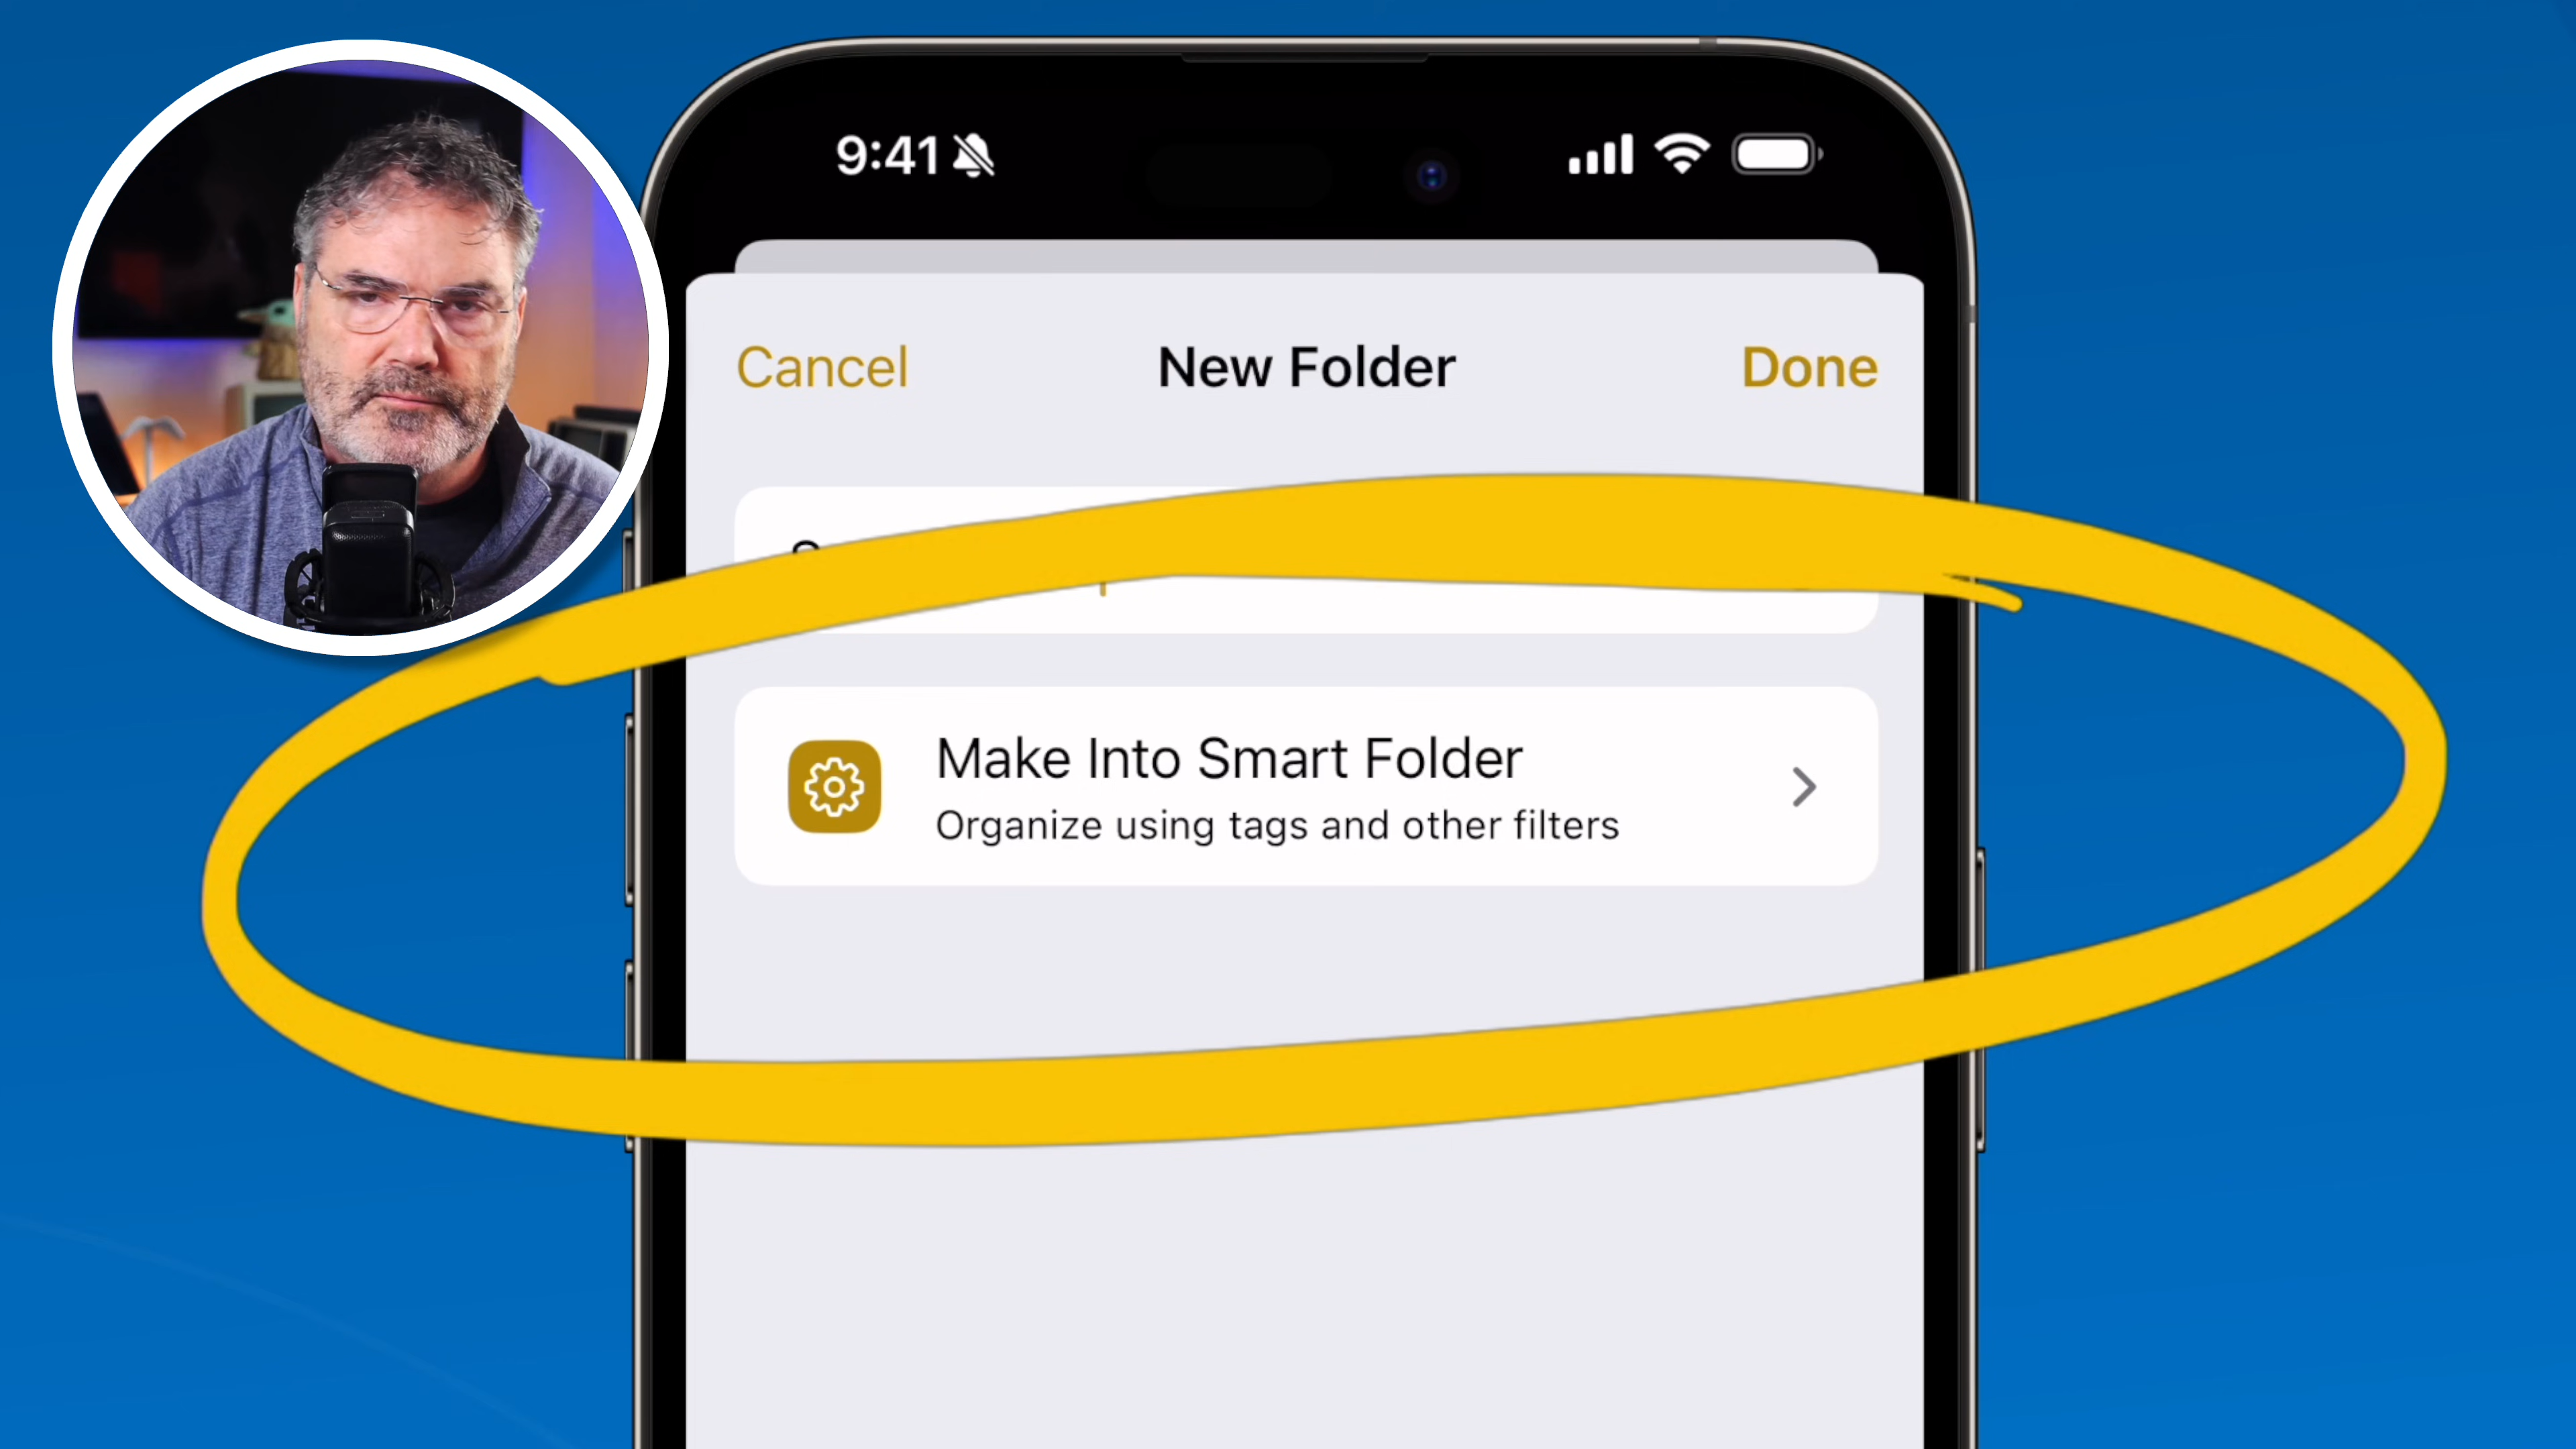 9:41
Cancel
New Folder
Done
Make Into Smart Folder
Organize using tags and other filters